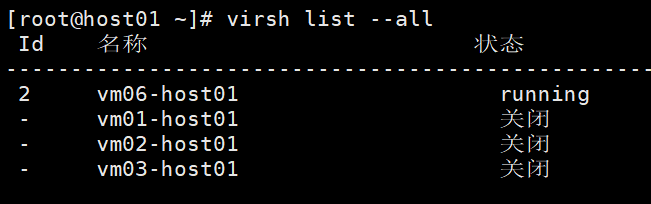 [root@host01 ~]# virsh list --all
Id 名称 状态
----------------------------------------------------
2 vm06-host01 running
- vm01-host01 关闭
- vm02-host01 关闭
- vm03-host01 关闭